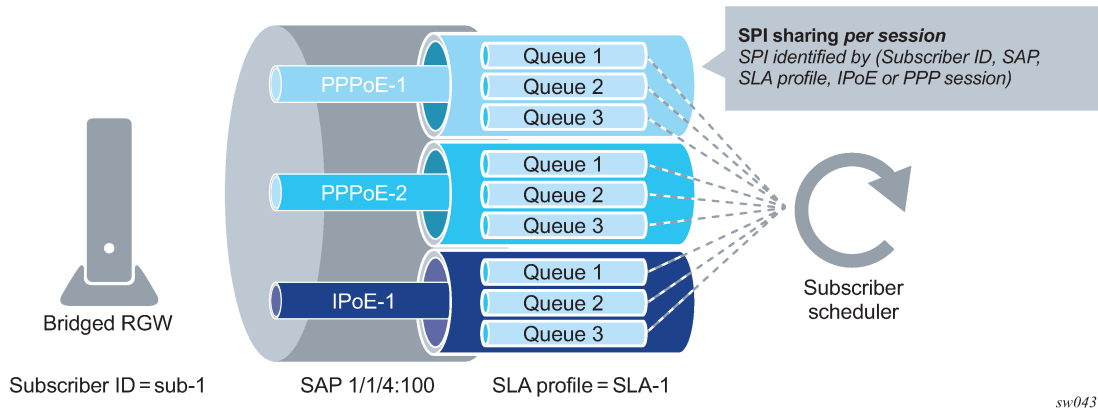 SPI sharing per session
SPI identified by (Subscriber ID, SAP,
SLA profile, IPoE or PPP session)
PPPoE-1
Queue 1
Queue 2
Queue 3
PPPoE-2
Queue 1
Queue 2
Queue 3
IPoE-1
Queue 1
Queue 2
Queue 3
Subscriber
scheduler
Bridged RGW
Subscriber ID = sub-1
SAP 1/1/4:100
SLA profile = SLA-1
sw043